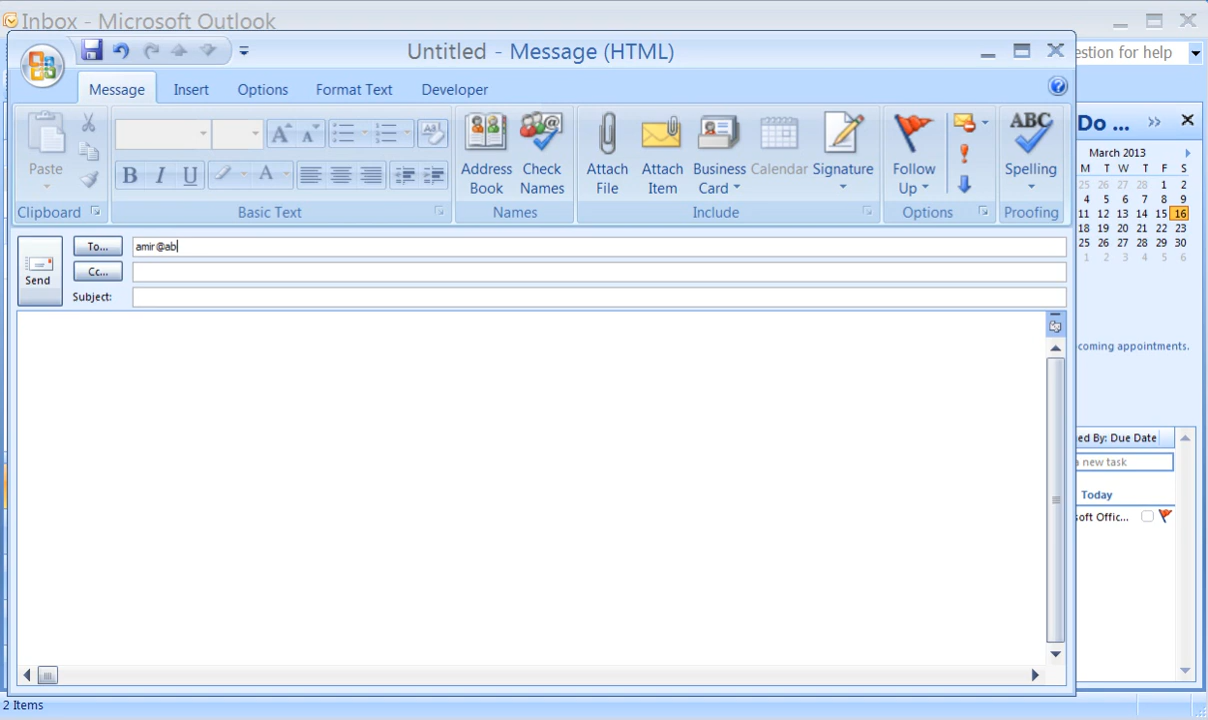 Inbox - Microsoft Outlook
Untitled - Message (HTML)
estion for help
Message Insert Options Format Text Developer
Do ... >>
March 2013
M T W T F S
25 26 27 28 1 2
4 5 6 7 8 9
11 12 13 14 15 16
18 19 20 21 22 23
25 26 27 28 29 30
1 2 3 4 5 6
Paste
Clipboard
A A ab
B I U A
Basic Text
Address Book
Check Names
Names
Attach File
Attach Item
Business Card
Calendar
Signature
Include
Follow Up
Options
ABC
Spelling
Proofing
Send
To... amir@ab
Cc...
Subject:
coming appointments.
ed By: Due Date
new task
Today
soft Offic...
2 Items